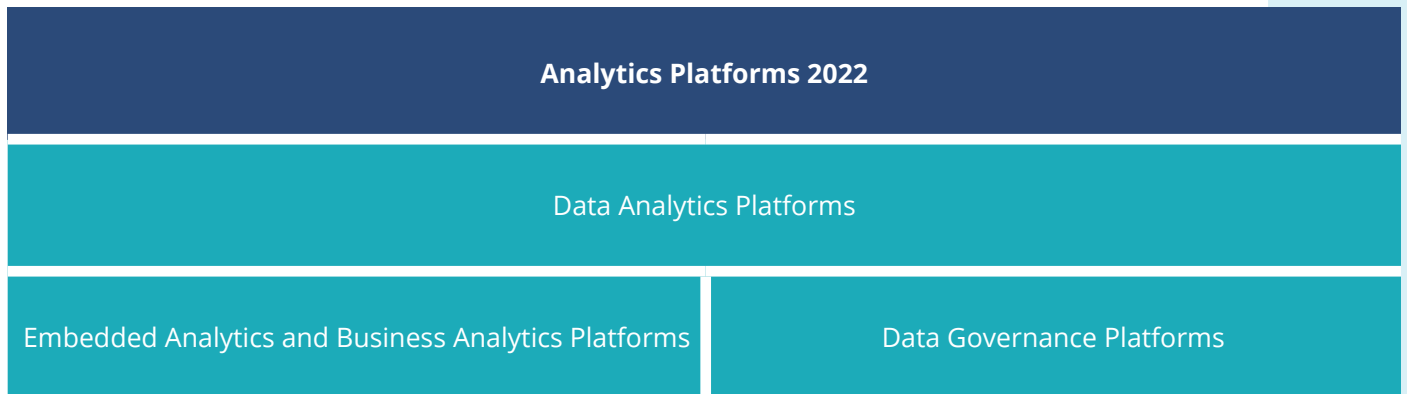 Analytics Platforms 2022
Data Analytics Platforms
Embedded Analytics and Business Analytics Platforms
Data Governance Platforms